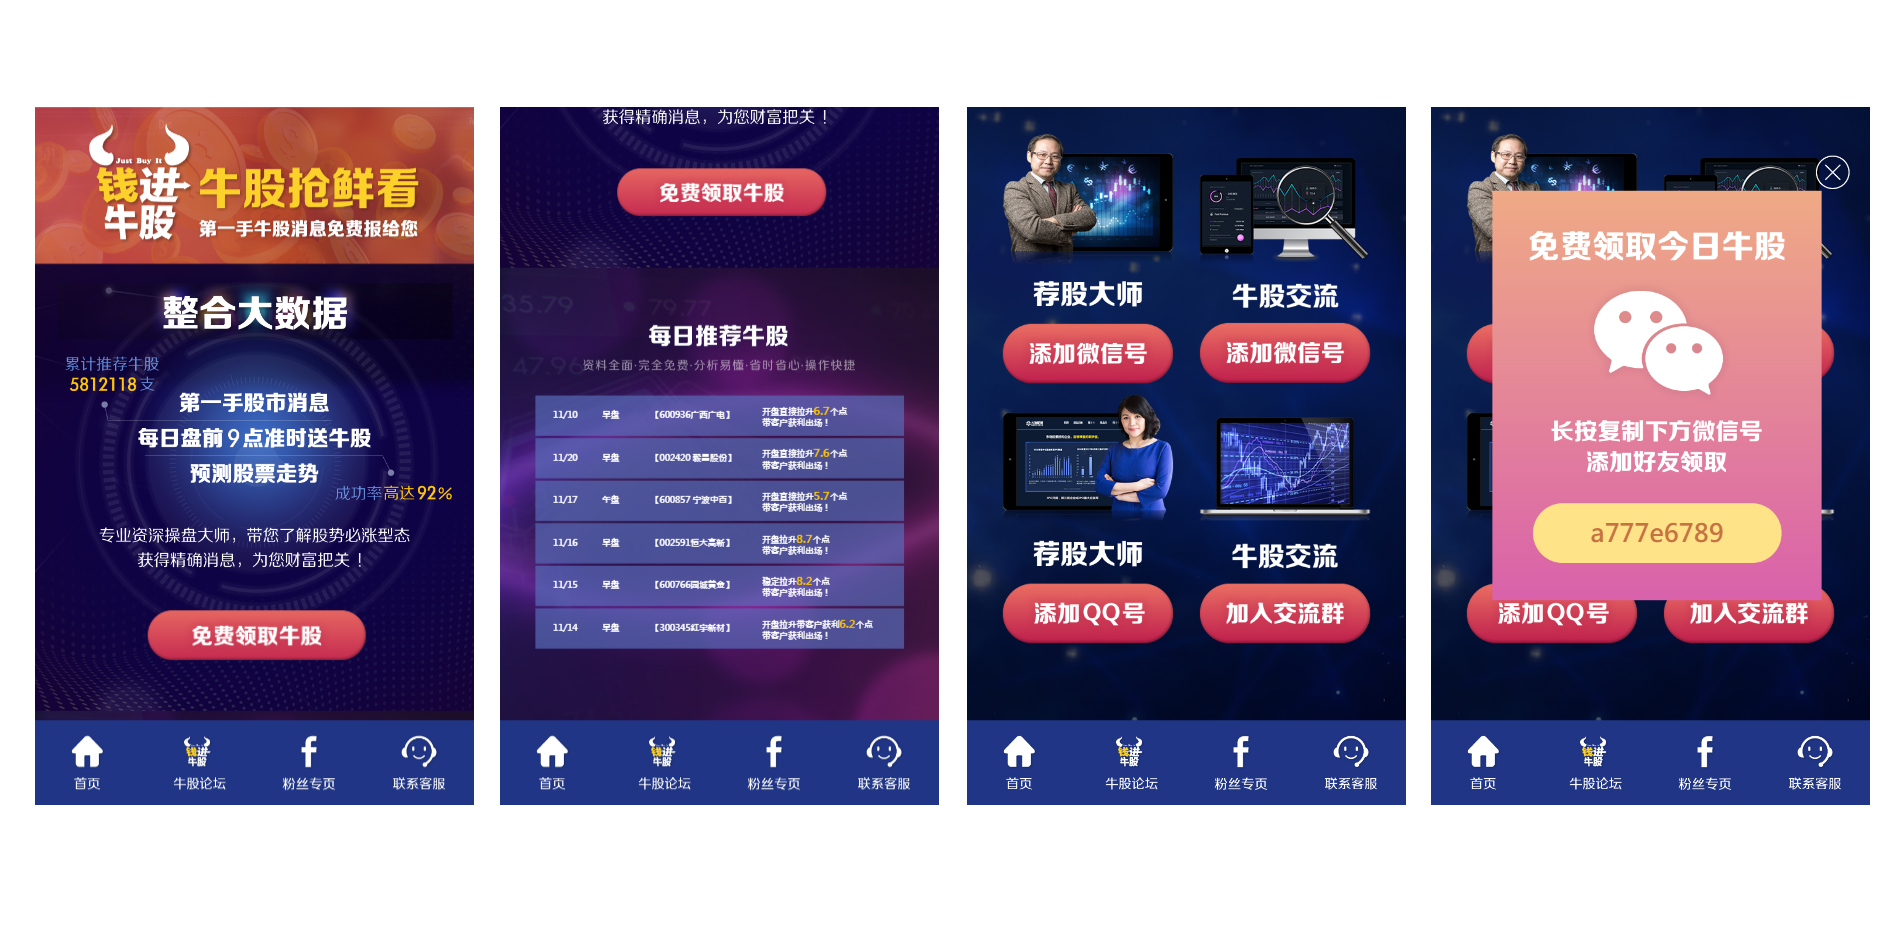 Just Buy It
钱进
牛股
牛股抢鲜看
第一手牛股消息免费报给您
整合大数据
累计推荐牛股
5812118支
第一手股市消息
每日盘前9点准时送牛股
预测股票走势
成功率高达92%
专业资深操盘大师，带您了解股势必涨型态
获得精确消息，为您财富把关！
免费领取牛股
首页
钱进
牛股
牛股论坛
粉丝专页
联系客服
获得精确消息，为您财富把关！
免费领取牛股
35.79
79.77
47.96
每日推荐牛股
资料全面·完全免费·分析易懂·省时省心·操作快捷
11/10 早盘 【600936广西广电】 开盘直接拉升6.7个点
带客户获利出场！
11/20 早盘 【002420 毅昌股份】 开盘直接拉升7.6个点
带客户获利出场！
11/17 午盘 【600857 宁波中百】 开盘直接拉升5.7个点
带客户获利出场！
11/16 早盘 【002591恒大高新】 开盘拉升8.7个点
带客户获利出场！
11/15 早盘 【600766园城黄金】 稳定拉升8.2个点
带客户获利出场！
11/14 早盘 【300345红宇新材】 开盘拉升带客户获利6.2个点
带客户获利出场！
首页
钱进
牛股
牛股论坛
粉丝专页
联系客服
荐股大师
牛股交流
添加微信号
添加微信号
荐股大师
牛股交流
添加QQ号
加入交流群
首页
钱进
牛股
牛股论坛
粉丝专页
联系客服
免费领取今日牛股
长按复制下方微信号
添加好友领取
a777e6789
添加QQ号
加入交流群
首页
钱进
牛股
牛股论坛
粉丝专页
联系客服